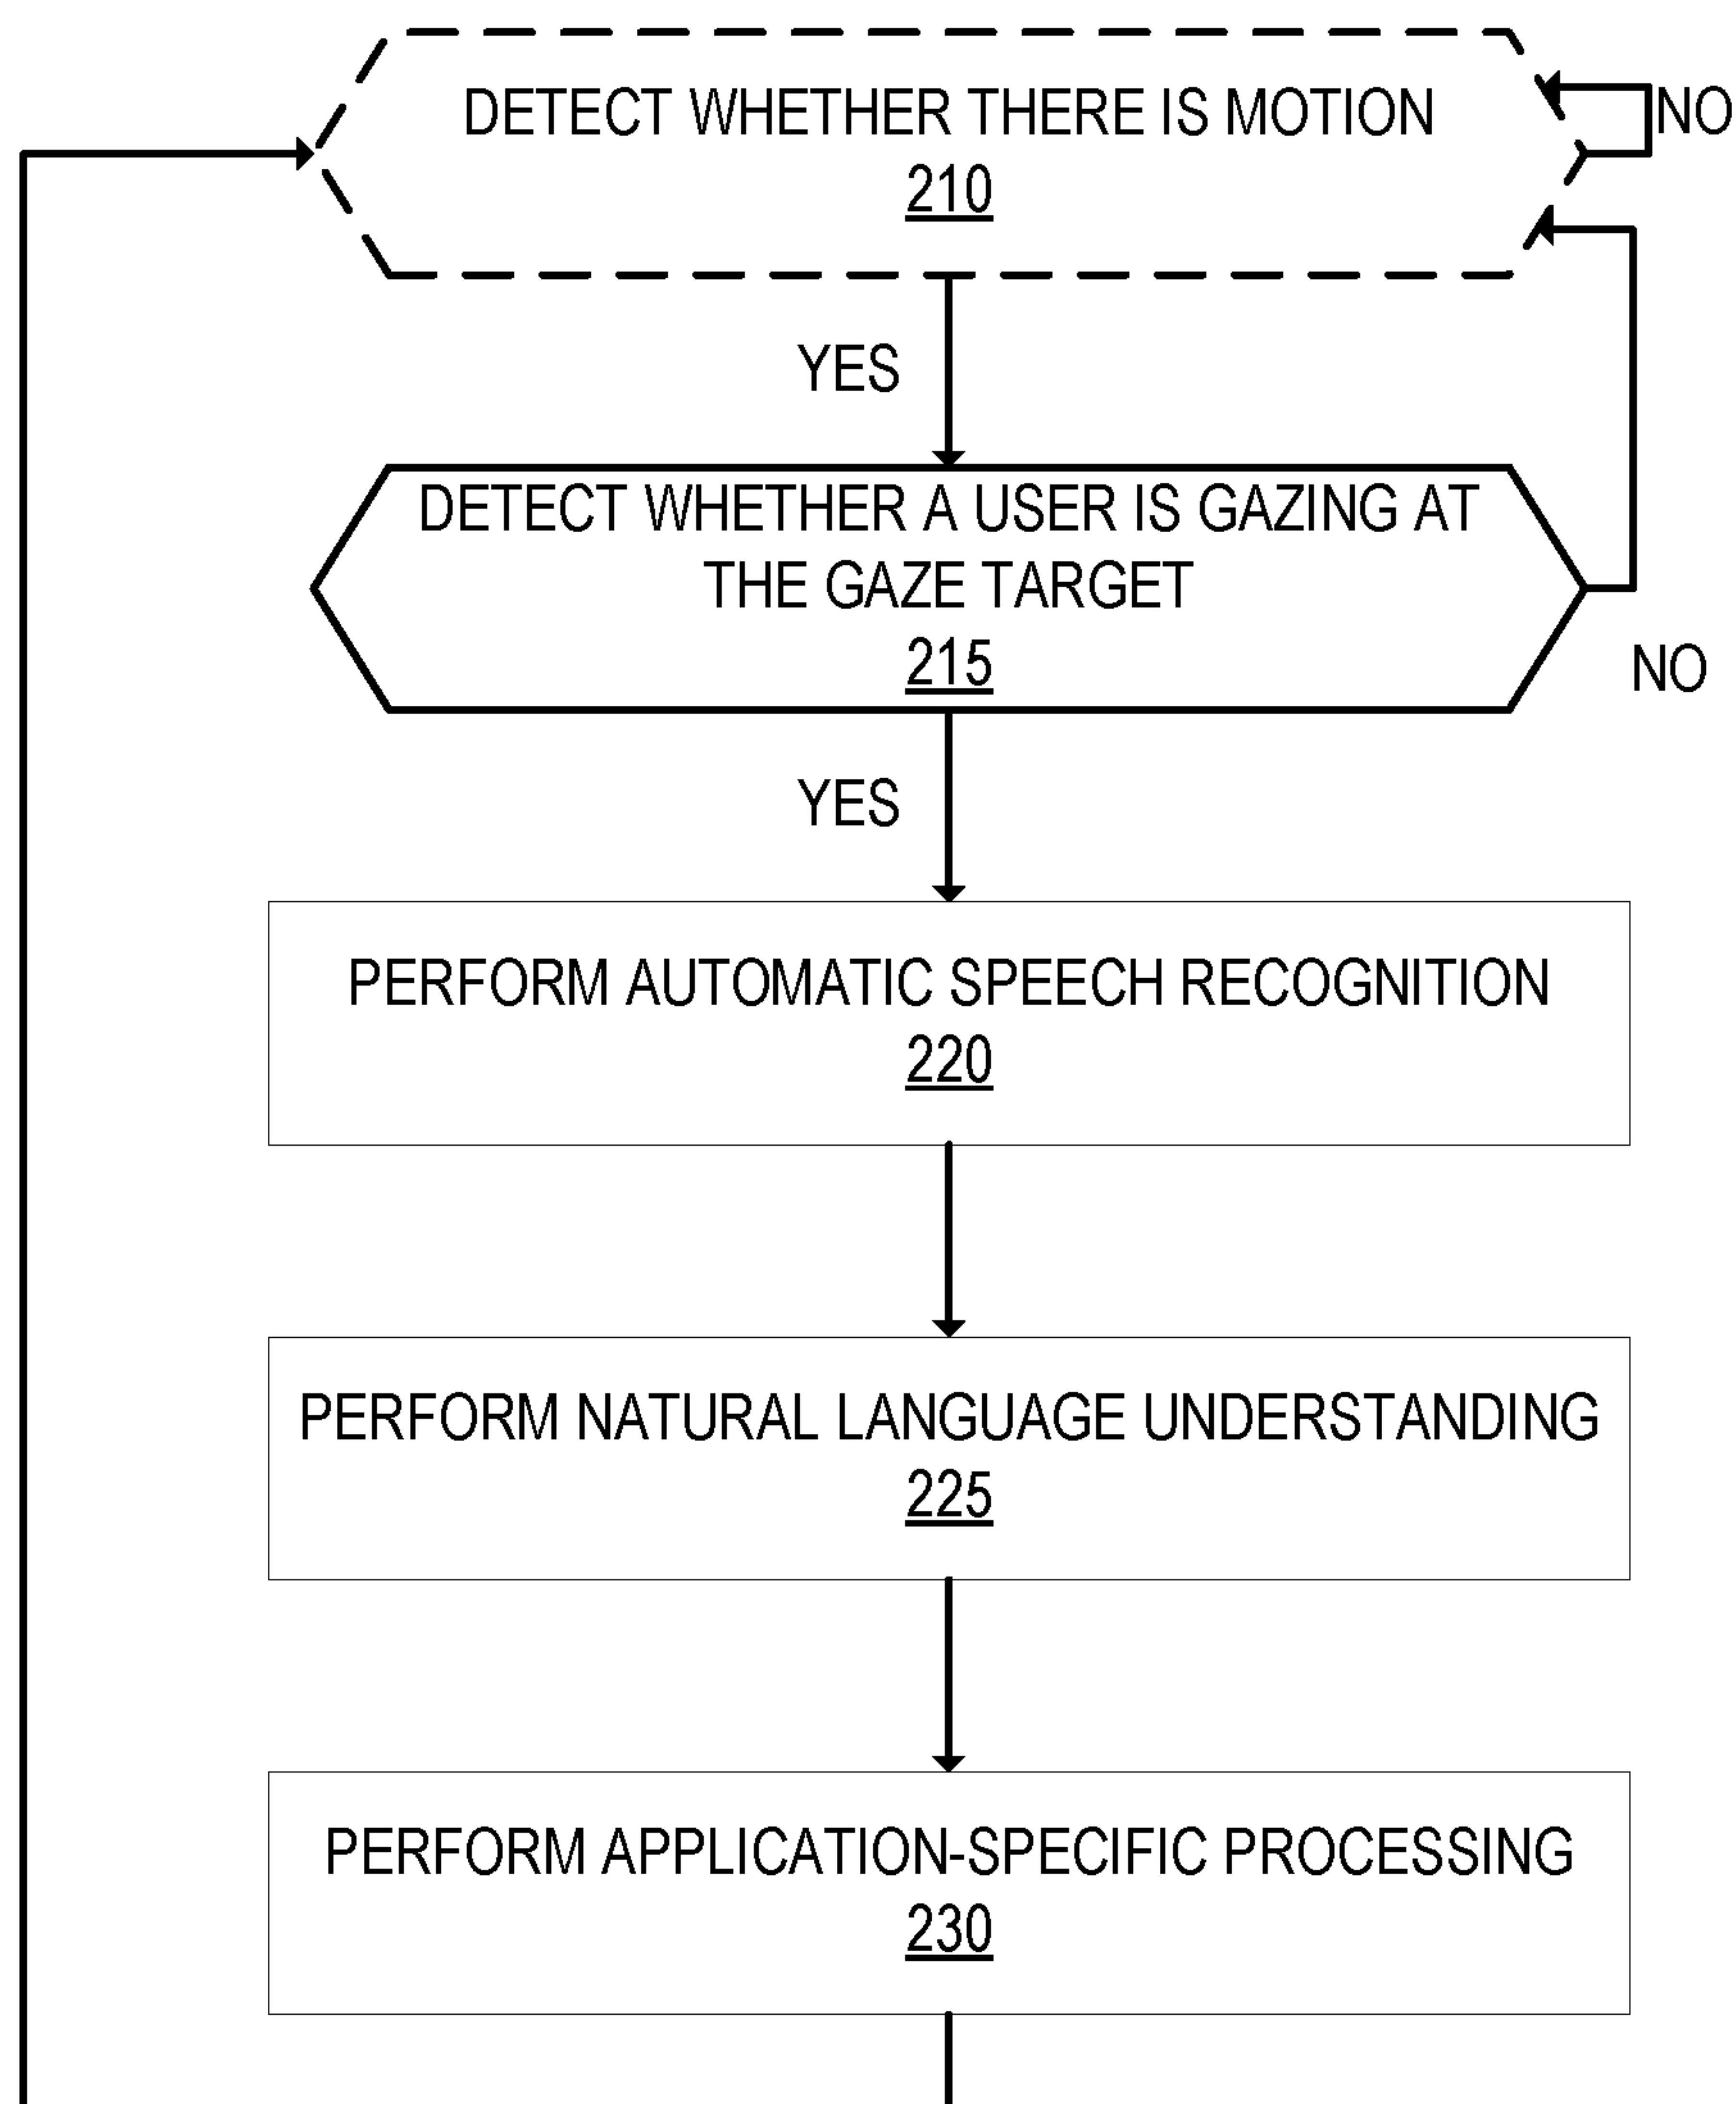 DETECT WHETHER THERE IS MOTION
210
NO
YES
DETECT WHETHER A USER IS GAZING AT
THE GAZE TARGET
215
NO
YES
PERFORM AUTOMATIC SPEECH RECOGNITION
220
PERFORM NATURAL LANGUAGE UNDERSTANDING
225
PERFORM APPLICATION-SPECIFIC PROCESSING
230